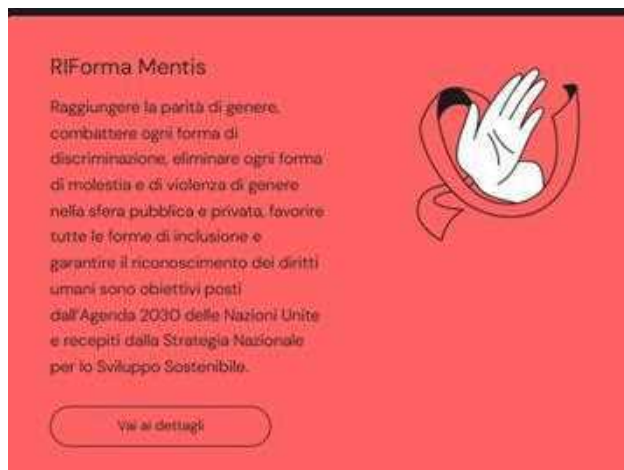 RIForma Mentis
Raggiungere la parità di genere,
combattere ogni forma di
discriminazione, eliminare ogni forma
di molestia e di violenza di genere
nella sfera pubblica e privata, favorire
tutte le forme di inclusione e
garantire il riconoscimento dei diritti
umani sono obiettivi posti
dall'Agenda 2030 delle Nazioni Unite
e recepiti dalla Strategia Nazionale
per lo Sviluppo Sostenibile.
Vai ai dettagli